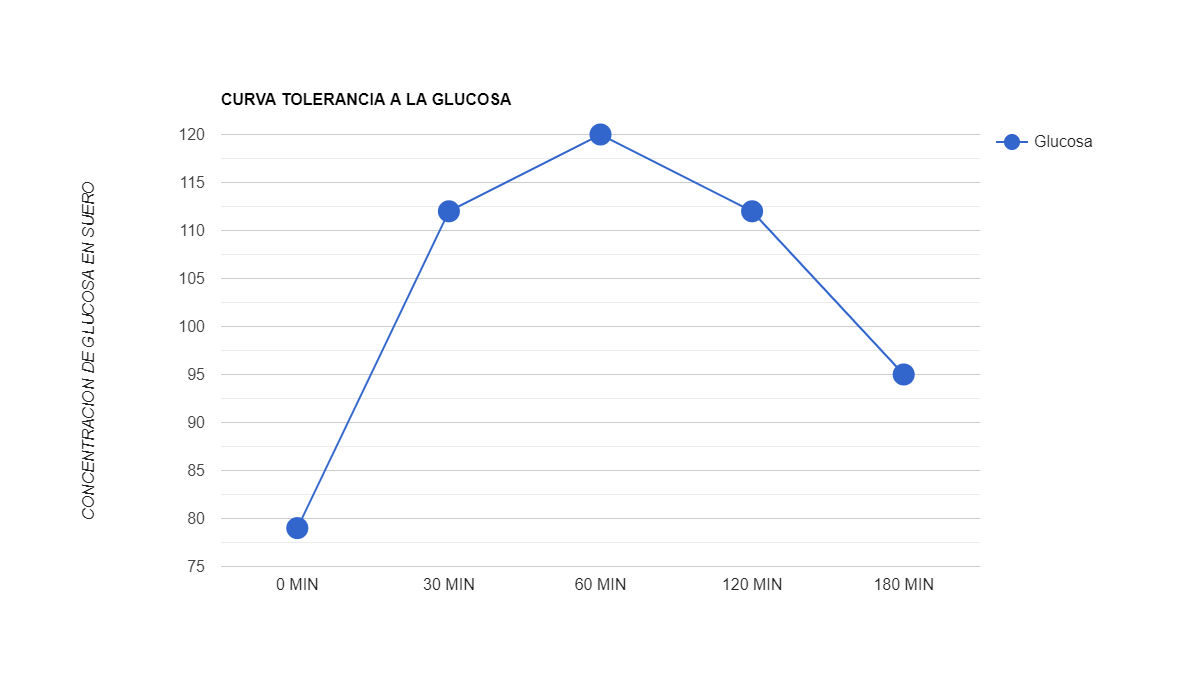 CURVA TOLERANCIA A LA GLUCOSA
Glucosa
CONCENTRACION DE GLUCOSA EN SUERO
120
115
110
105
100
95
90
85
80
75
0 MIN
30 MIN
60 MIN
120 MIN
180 MIN